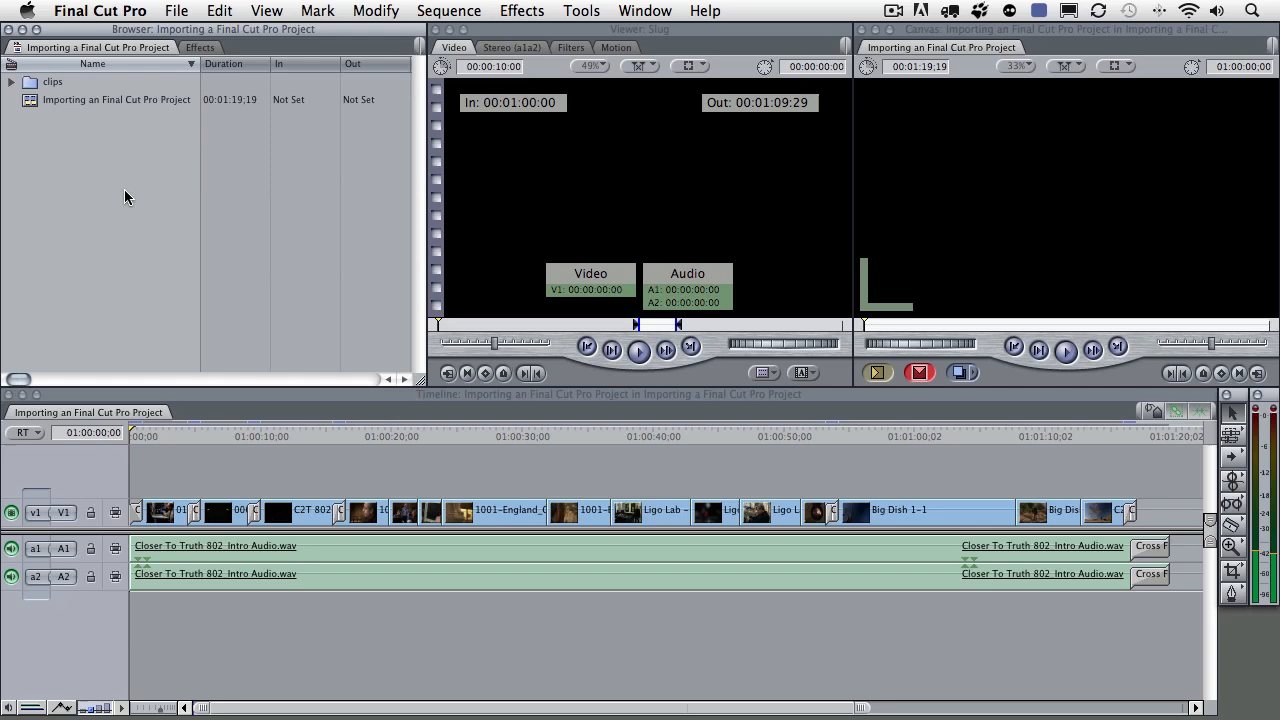 Final Cut Pro File Edit View Mark Modify Sequence Effects Tools Window Help
Browser: Importing a Final Cut Pro Project
Importing a Final Cut Pro Project Effects
Name Duration In Out
clips
Importing an Final Cut Pro Project 00:01:19;19 Not Set Not Set
Viewer: Slug
Video Stereo (a1a2) Filters Motion
00:00:10:00 49% 00:00:00:00
In: 00:01:00:00 Out: 00:01:09:29
Video Audio
V1: 00:00:00:00 A1: 00:00:00:00
A2: 00:00:00:00
Canvas: Importing an Final Cut Pro Project in Importing a Final C...
Importing an Final Cut Pro Project
00:01:19;19 33% 01:00:00;00
Timeline: Importing an Final Cut Pro Project in Importing a Final Cut Pro Project
Importing an Final Cut Pro Project
RT 01:00:00;00 :00;00 01:00:10;00 01:00:20;00 01:00:30;00 01:00:40;00 01:00:50;00 01:01:00;02 01:01:10;02 01:01:20;02
v1 V1 C2T 802 1001-England_ 1001- Ligo Lab - Lig Ligo L Big Dish 1-1 Big Dis
a1 A1 Closer To Truth 802_Intro Audio.wav Closer To Truth 802_Intro Audio.wav Cross F
a2 A2 Closer To Truth 802_Intro Audio.wav Closer To Truth 802_Intro Audio.wav Cross F